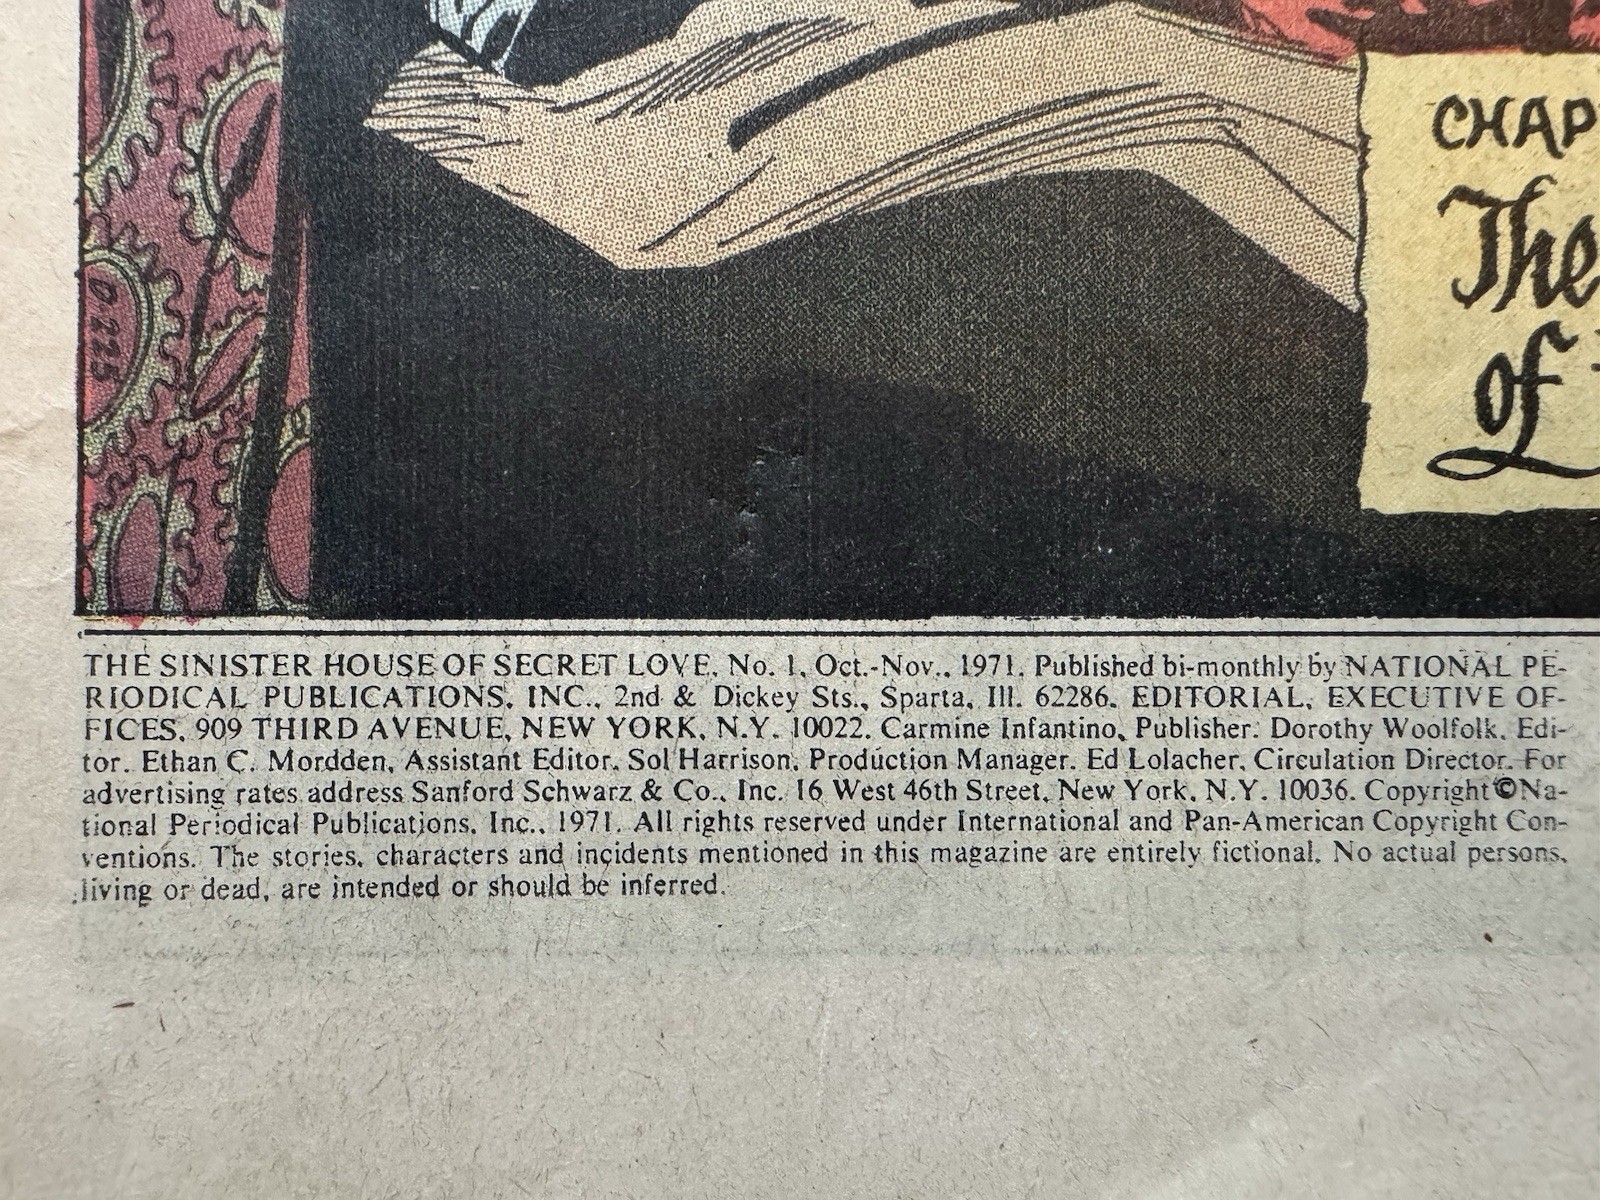 CHAP
The
of
0 225
THE SINISTER HOUSE OF SECRET LOVE, No. 1, Oct.-Nov., 1971. Published bi-monthly by NATIONAL PE-
RIODICAL PUBLICATIONS, INC., 2nd & Dickey Sts., Sparta, Ill. 62286. EDITORIAL, EXECUTIVE OF-
FICES, 909 THIRD AVENUE, NEW YORK, N.Y. 10022. Carmine Infantino, Publisher. Dorothy Woolfolk, Edi-
tor. Ethan C. Mordden, Assistant Editor. Sol Harrison, Production Manager. Ed Lolacher, Circulation Director. For
advertising rates address Sanford Schwarz & Co., Inc. 16 West 46th Street, New York, N.Y. 10036. Copyright © Na-
tional Periodical Publications, Inc., 1971. All rights reserved under International and Pan-American Copyright Con-
ventions. The stories, characters and incidents mentioned in this magazine are entirely fictional. No actual persons,
living or dead, are intended or should be inferred.